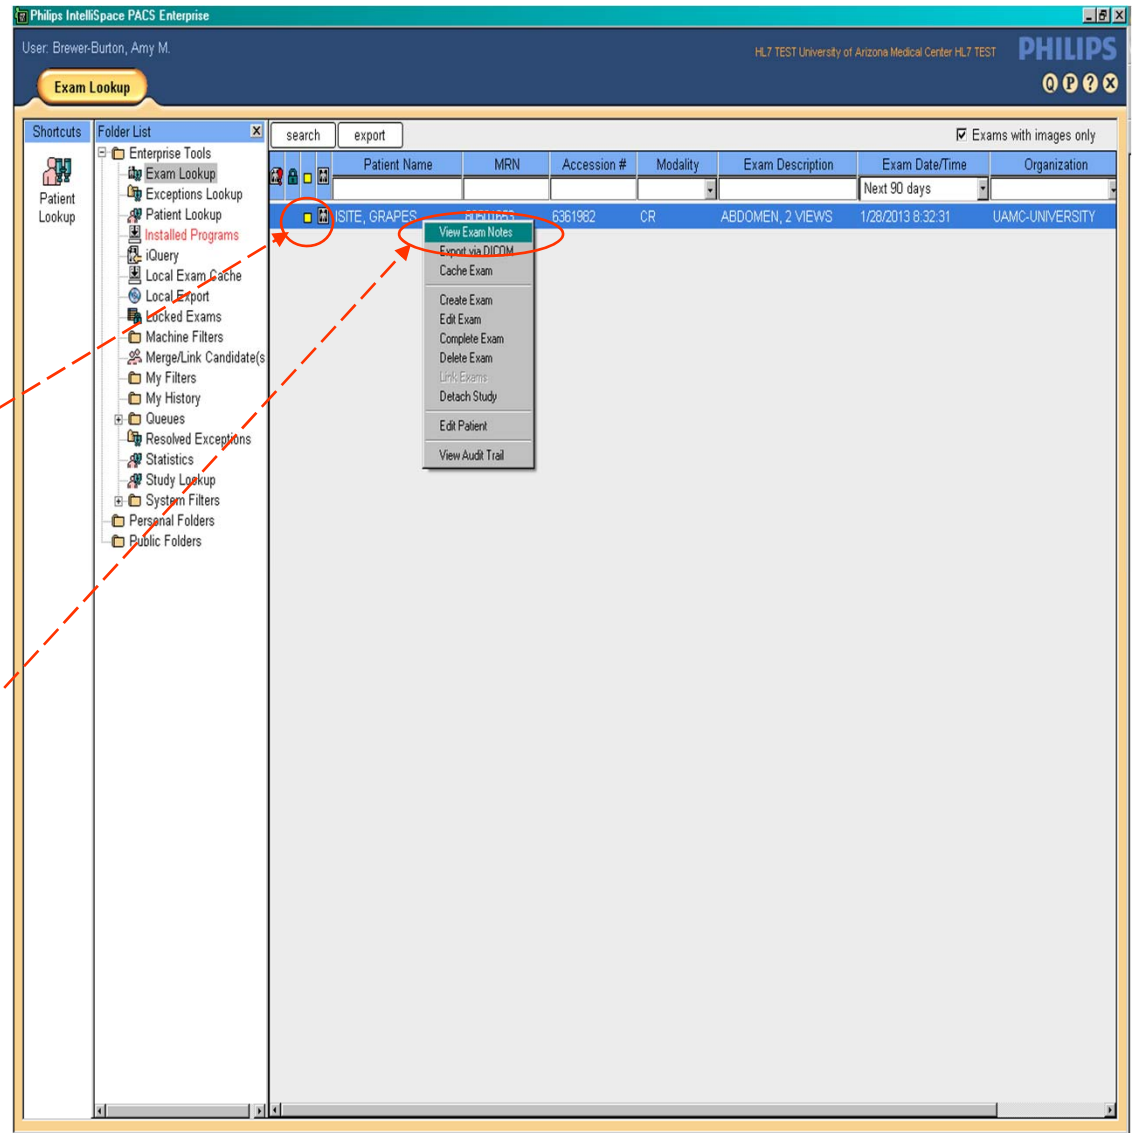 Philips IntelliSpace PACS Enterprise
User: Brewer-Burton, Amy M.
HL7 TEST University of Arizona Medical Center HL7 TEST
PHILIPS
Exam Lookup
Q P ? X
Shortcuts
Patient
Lookup
Folder List
Enterprise Tools
Exam Lookup
Exceptions Lookup
Patient Lookup
Installed Programs
iQuery
Local Exam Cache
Local Export
Locked Exams
Machine Filters
Merge/Link Candidate(s
My Filters
My History
Queues
Resolved Exceptions
Statistics
Study Lookup
System Filters
Personal Folders
Public Folders
search export Exams with images only
Patient Name MRN Accession # Modality Exam Description Exam Date/Time Organization
Next 90 days
ISITE, GRAPES 6361982 CR ABDOMEN, 2 VIEWS 1/28/2013 8:32:31 UAMC-UNIVERSITY
View Exam Notes
Export via DICOM
Cache Exam
Create Exam
Edit Exam
Complete Exam
Delete Exam
Link Exams
Detach Study
Edit Patient
View Audit Trail